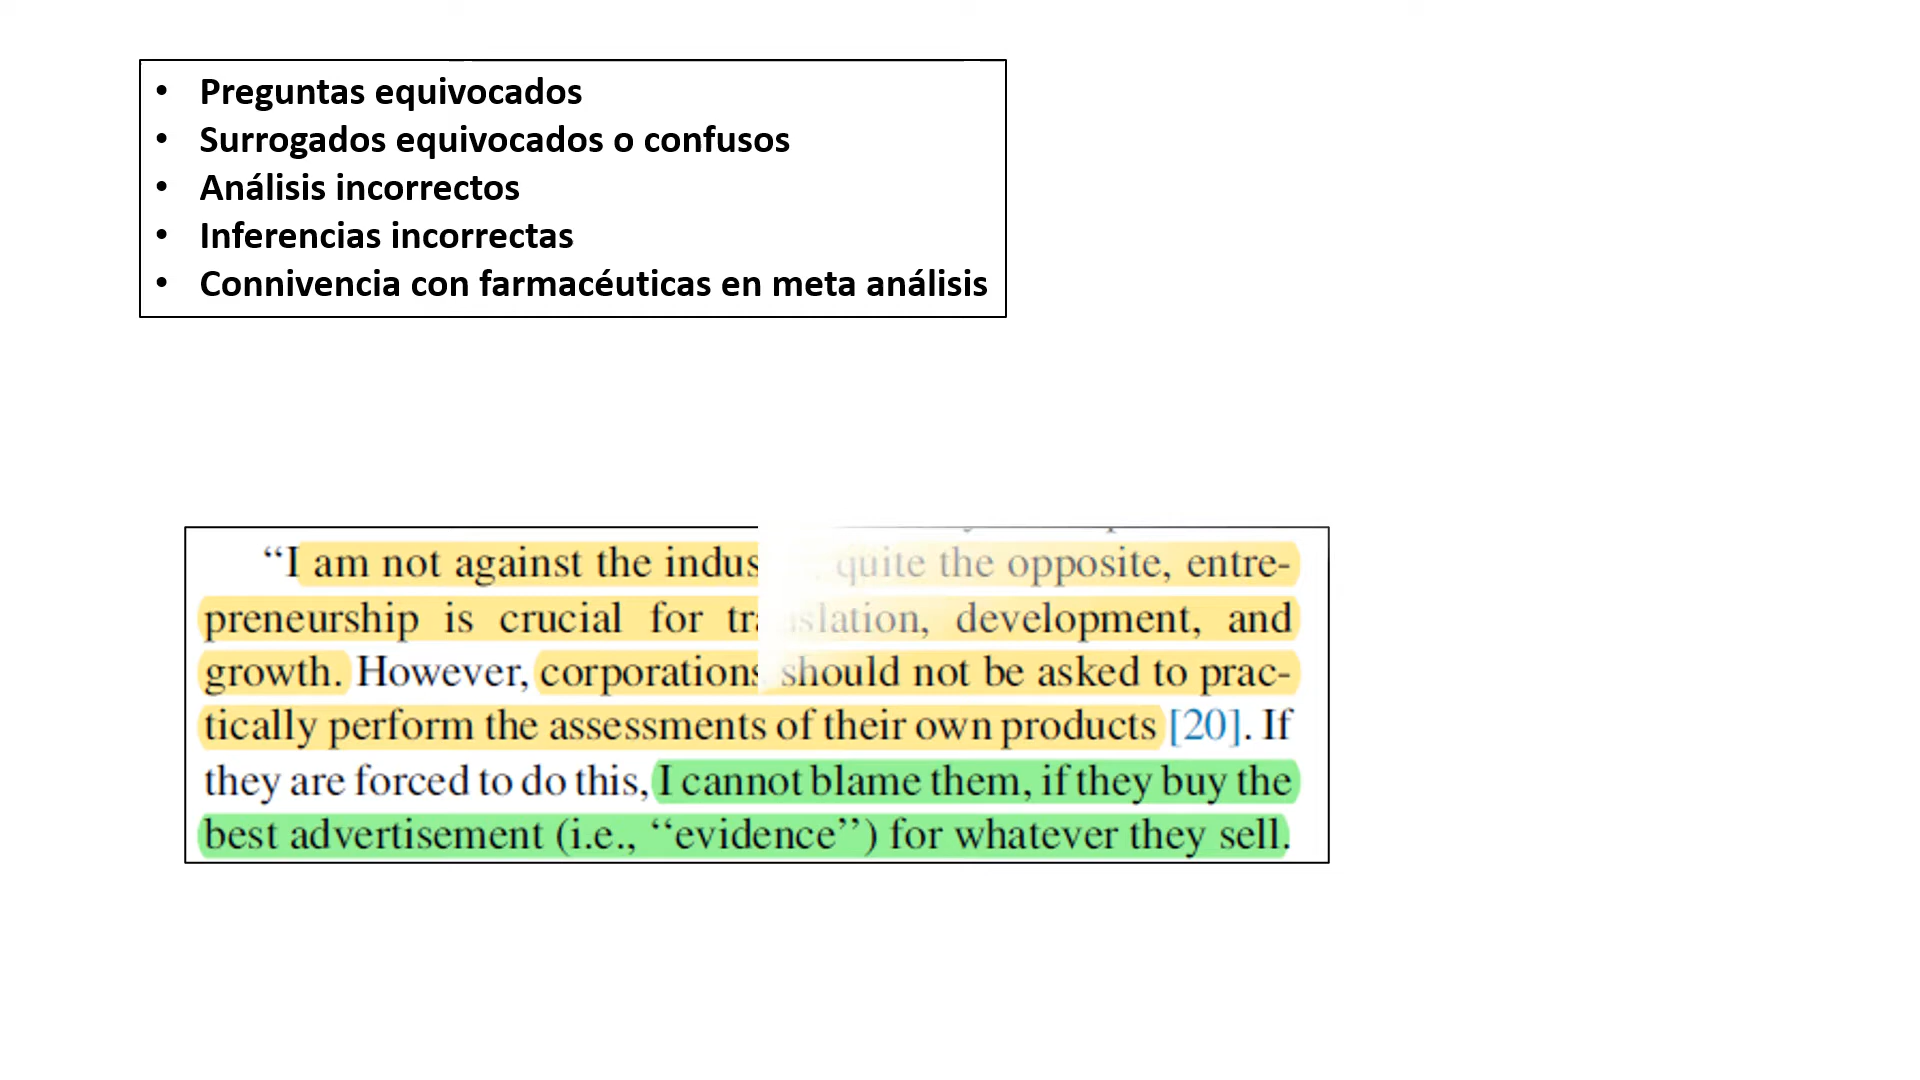 • Preguntas equivocados
• Surrogados equivocados o confusos
• Análisis incorrectos
• Inferencias incorrectas
• Connivencia con farmacéuticas en meta análisis
“I am not against the indus quite the opposite, entre-
preneurship is crucial for translation, development, and
growth. However, corporations should not be asked to prac-
tically perform the assessments of their own products [20]. If
they are forced to do this, I cannot blame them, if they buy the
best advertisement (i.e., ‘‘evidence’’) for whatever they sell.